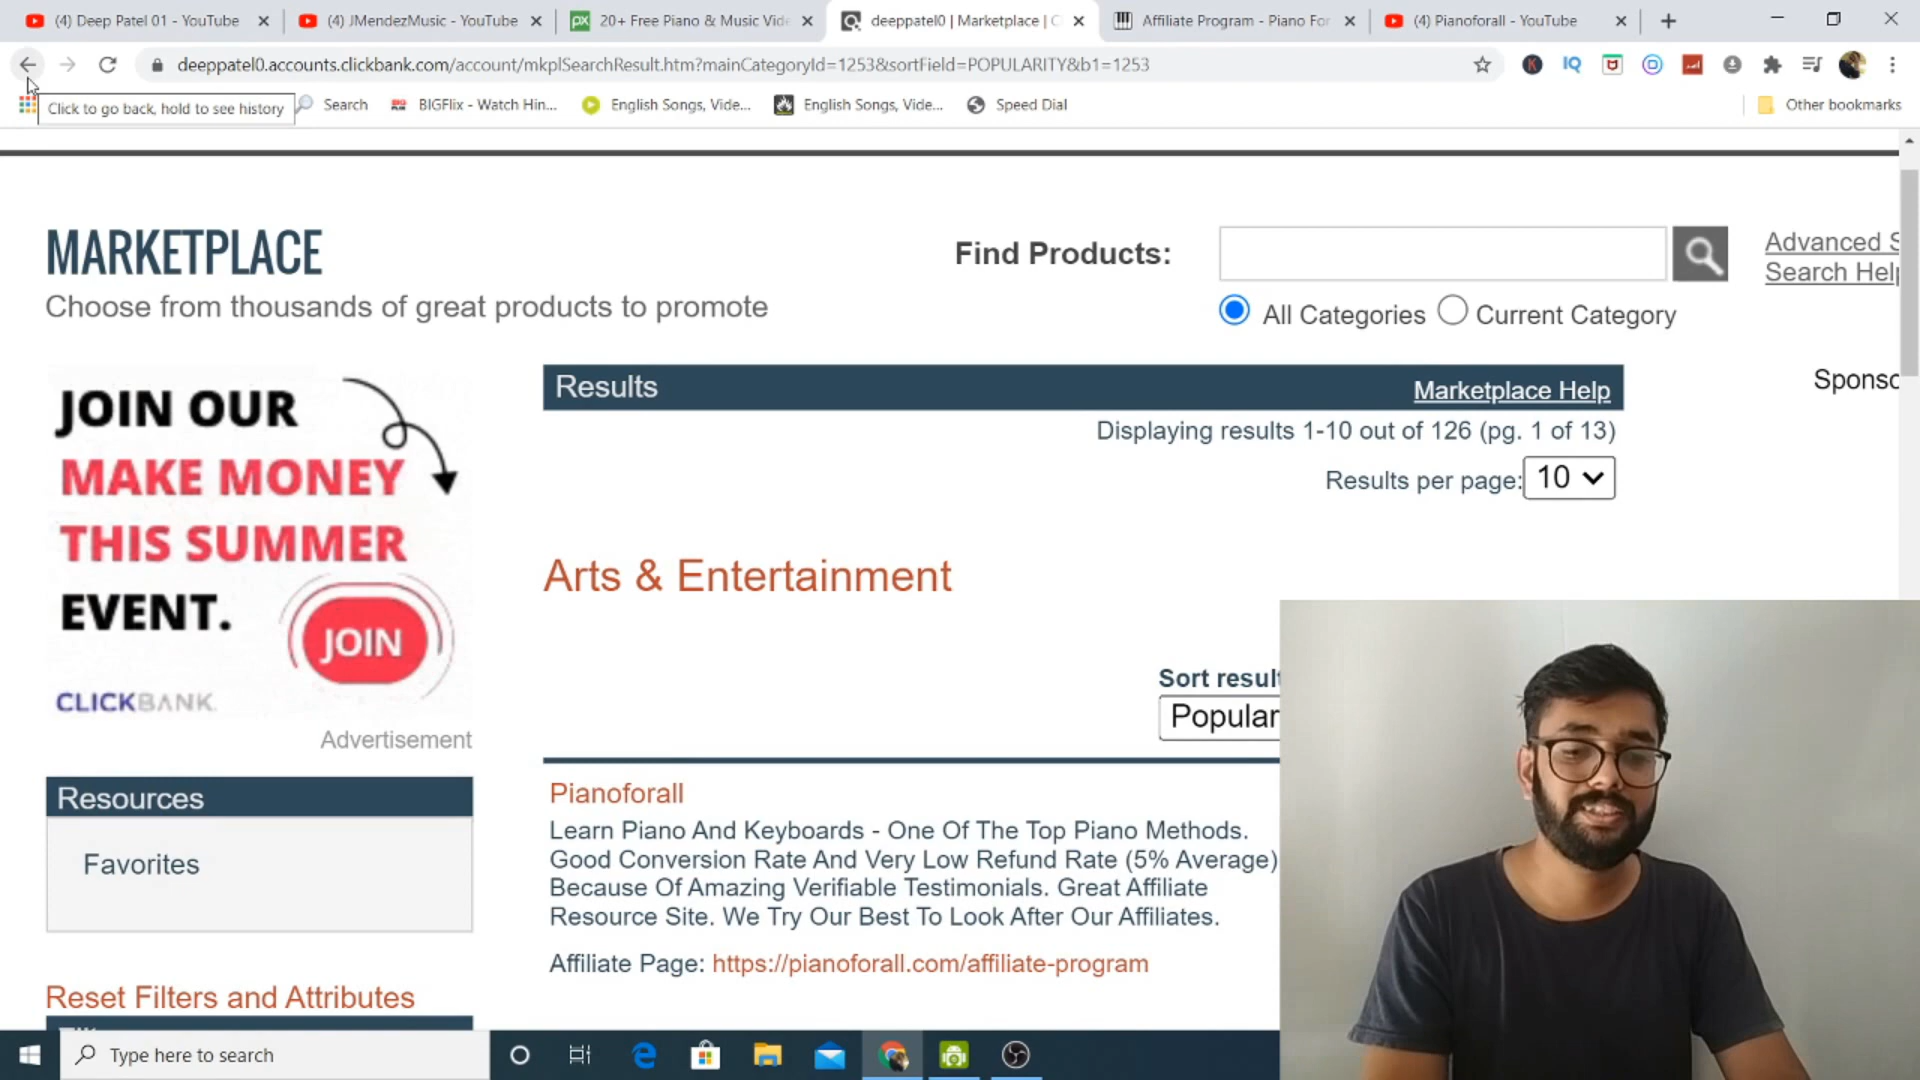 (4) Deep Patel 01 - YouTube
(4) JMendezMusic - YouTube
20+ Free Piano & Music Vide
deeppatel0 | Marketplace |
Affiliate Program - Piano For
(4) Pianoforall - YouTube
deeppatel0.accounts.clickbank.com/account/mkplSearchResult.htm?mainCategoryId=1253&sortField=POPULARITY&b1=1253
Click to go back, hold to see history
Search
BIGFlix - Watch Hin...
English Songs, Vide...
English Songs, Vide...
Speed Dial
Other bookmarks
MARKETPLACE
Choose from thousands of great products to promote
Find Products:
Advanced S
Search Help
All Categories
Current Category
JOIN OUR
MAKE MONEY
THIS SUMMER
EVENT.
JOIN
CLICKBANK
Advertisement
Results
Marketplace Help
Sponso
Displaying results 1-10 out of 126 (pg. 1 of 13)
Results per page: 10
Arts & Entertainment
Sort result
Popular
Pianoforall
Learn Piano And Keyboards - One Of The Top Piano Methods.
Good Conversion Rate And Very Low Refund Rate (5% Average)
Because Of Amazing Verifiable Testimonials. Great Affiliate
Resource Site. We Try Our Best To Look After Our Affiliates.
Affiliate Page: https://pianoforall.com/affiliate-program
Resources
Favorites
Reset Filters and Attributes
Type here to search